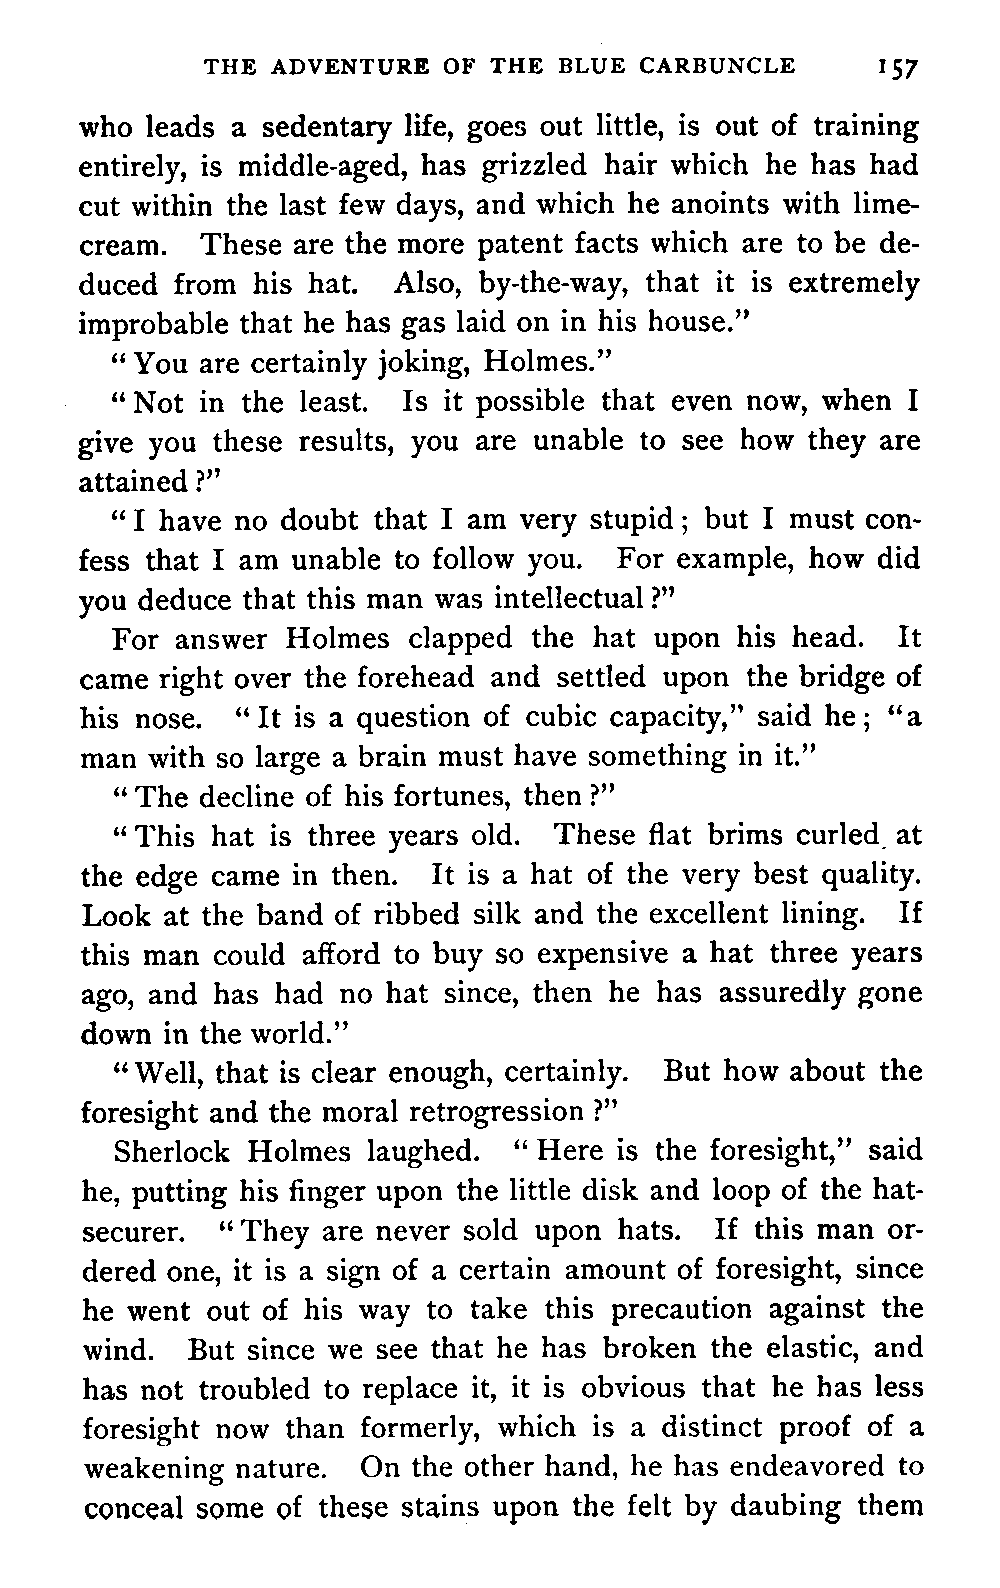 THE ADVENTURE OF THE BLUE CARBUNCLE 157
who leads a sedentary life, goes out little, is out of training
entirely, is middle-aged, has grizzled hair which he has had
cut within the last few days, and which he anoints with lime-
cream. These are the more patent facts which are to be de-
duced from his hat. Also, by-the-way, that it is extremely
improbable that he has gas laid on in his house.”
“ You are certainly joking, Holmes.”
“ Not in the least. Is it possible that even now, when I
give you these results, you are unable to see how they are
attained ?”
“ I have no doubt that I am very stupid ; but I must con-
fess that I am unable to follow you. For example, how did
you deduce that this man was intellectual ?”
For answer Holmes clapped the hat upon his head. It
came right over the forehead and settled upon the bridge of
his nose. “ It is a question of cubic capacity,” said he ; “a
man with so large a brain must have something in it.”
“ The decline of his fortunes, then ?”
“ This hat is three years old. These flat brims curled at
the edge came in then. It is a hat of the very best quality.
Look at the band of ribbed silk and the excellent lining. If
this man could afford to buy so expensive a hat three years
ago, and has had no hat since, then he has assuredly gone
down in the world.”
“ Well, that is clear enough, certainly. But how about the
foresight and the moral retrogression ?”
Sherlock Holmes laughed. “ Here is the foresight,” said
he, putting his finger upon the little disk and loop of the hat-
securer. “ They are never sold upon hats. If this man or-
dered one, it is a sign of a certain amount of foresight, since
he went out of his way to take this precaution against the
wind. But since we see that he has broken the elastic, and
has not troubled to replace it, it is obvious that he has less
foresight now than formerly, which is a distinct proof of a
weakening nature. On the other hand, he has endeavored to
conceal some of these stains upon the felt by daubing them